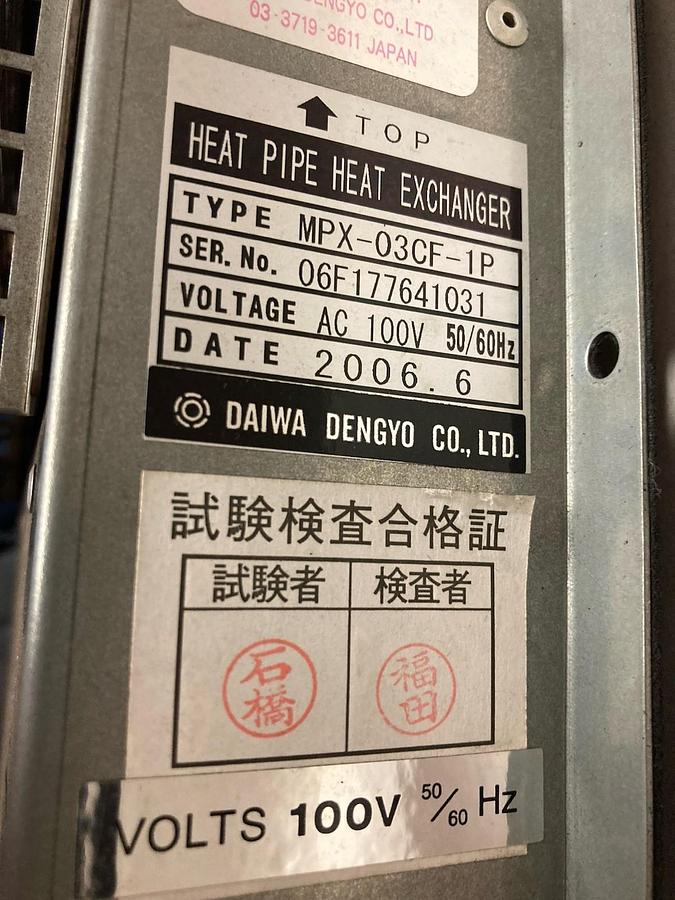 DENGYO CO.,LTD
03-3719-3611 JAPAN
TOP
HEAT PIPE HEAT EXCHANGER
TYPE MPX-03CF-1P
SER. No. 06F177641031
VOLTAGE AC 100V 50/60Hz
DATE 2006.6
DAIWA DENGYO CO., LTD.
試験検査合格証
試験者 検査者
石橋 福田
VOLTS 100V 50/60 Hz